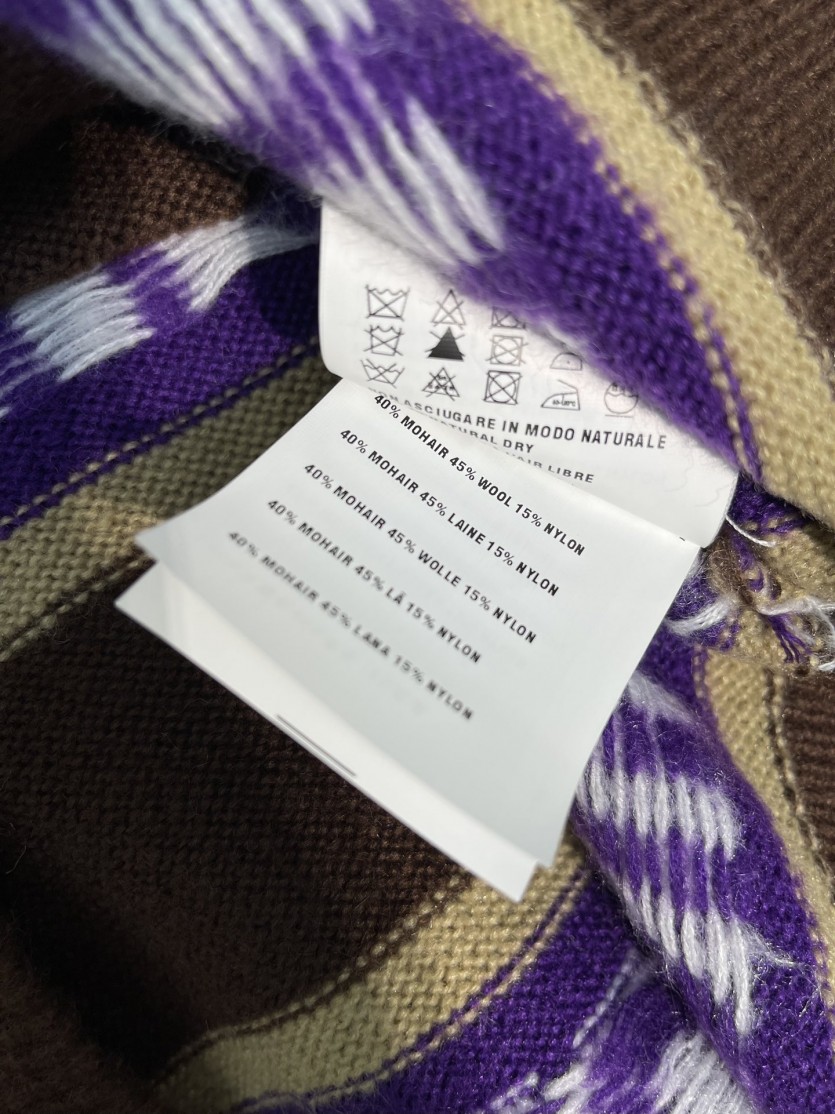 NON ASCIUGARE IN MODO NATURALE
NATURAL DRY
LIBRE
40% MOHAIR 45% WOOL 15% NYLON
40% MOHAIR 45% LAINE 15% NYLON
40% MOHAIR 45% WOLLE 15% NYLON
40% MOHAIR 45% LÃ 15% NYLON
40% MOHAIR 45% LANA 15% NYLON